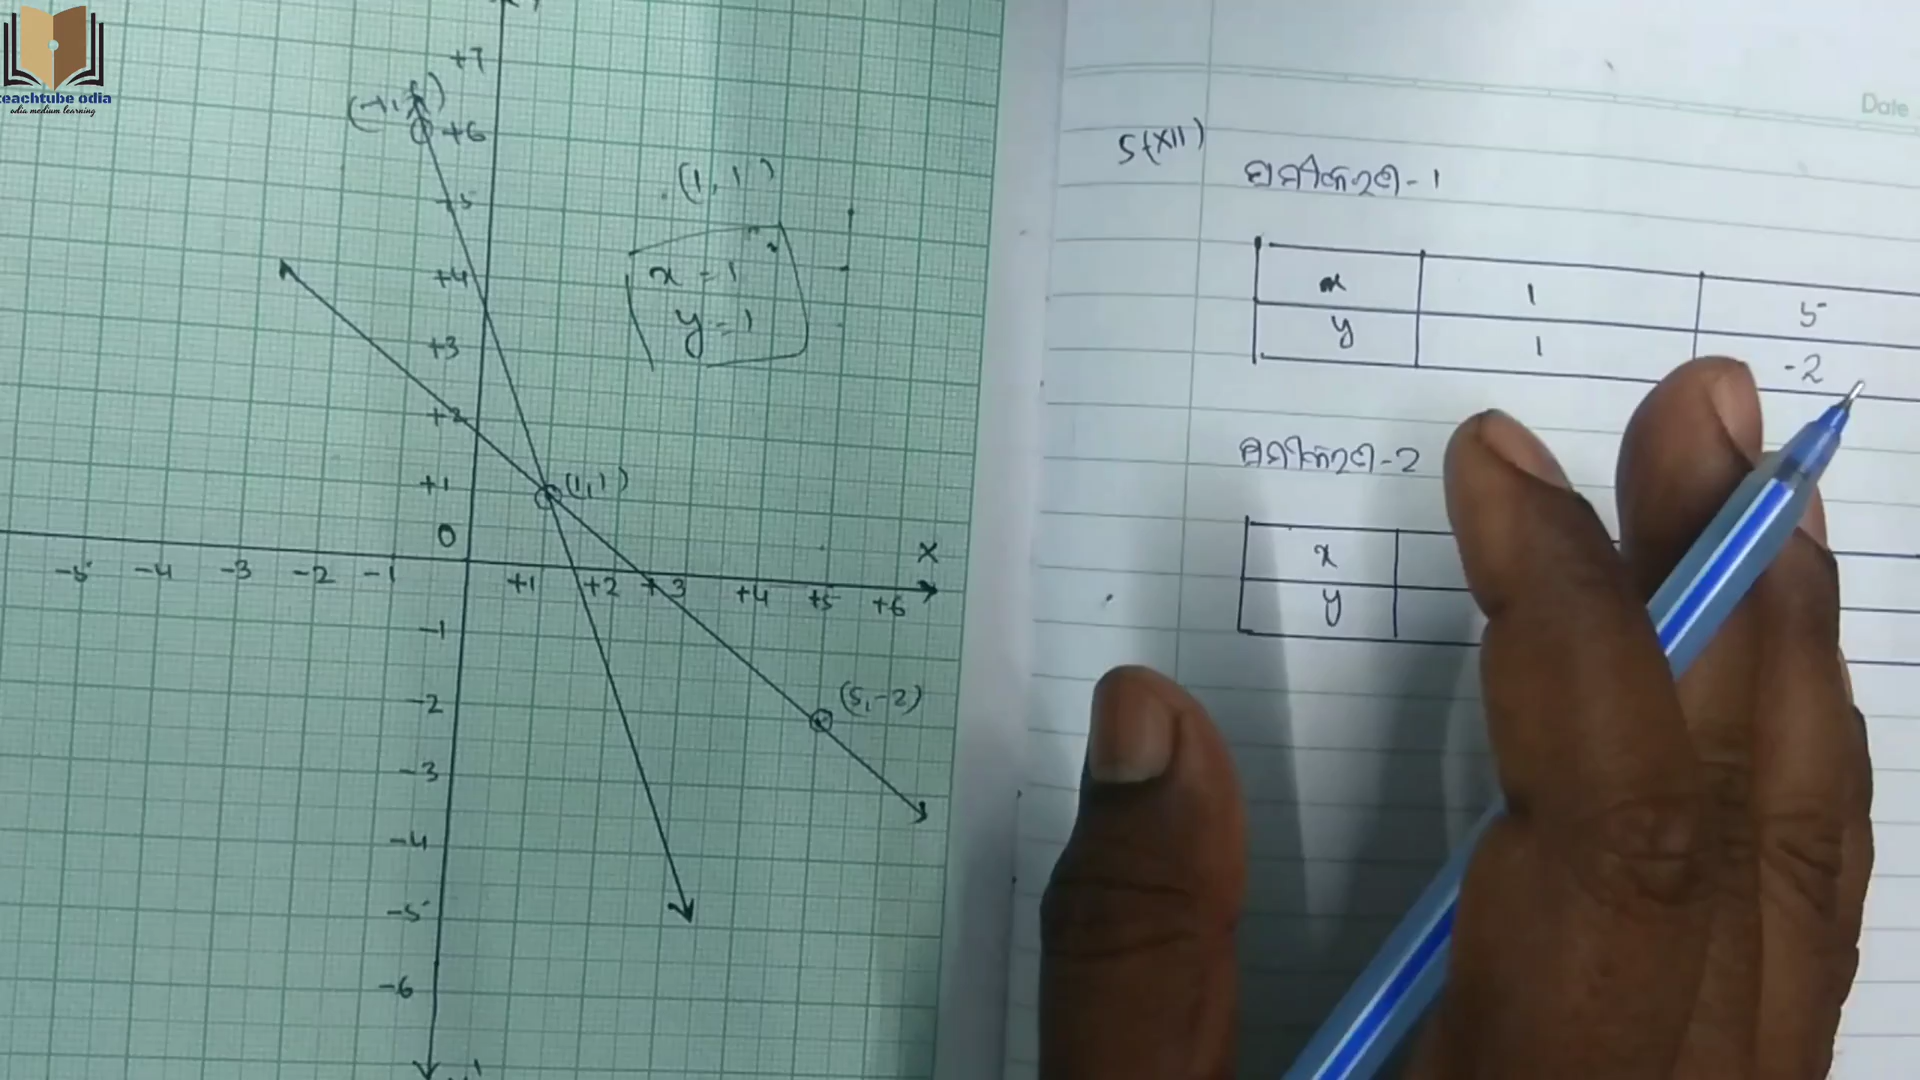 teachtube odia
odia medium learning
+7
+6
+5
+4
+3
+2
+1
0
(1,1)
x = 1
y = 1
(1,1)
-5 -4 -3 -2 -1 +1 +2 +3 +4 +5 +6
X
(5,-2)
-1
-2
-3
-4
-5
-6
Date
5(XII)
ସମୀକରଣ-1
x 1 5
y 1 -2
ସମୀକରଣ-2
x
y